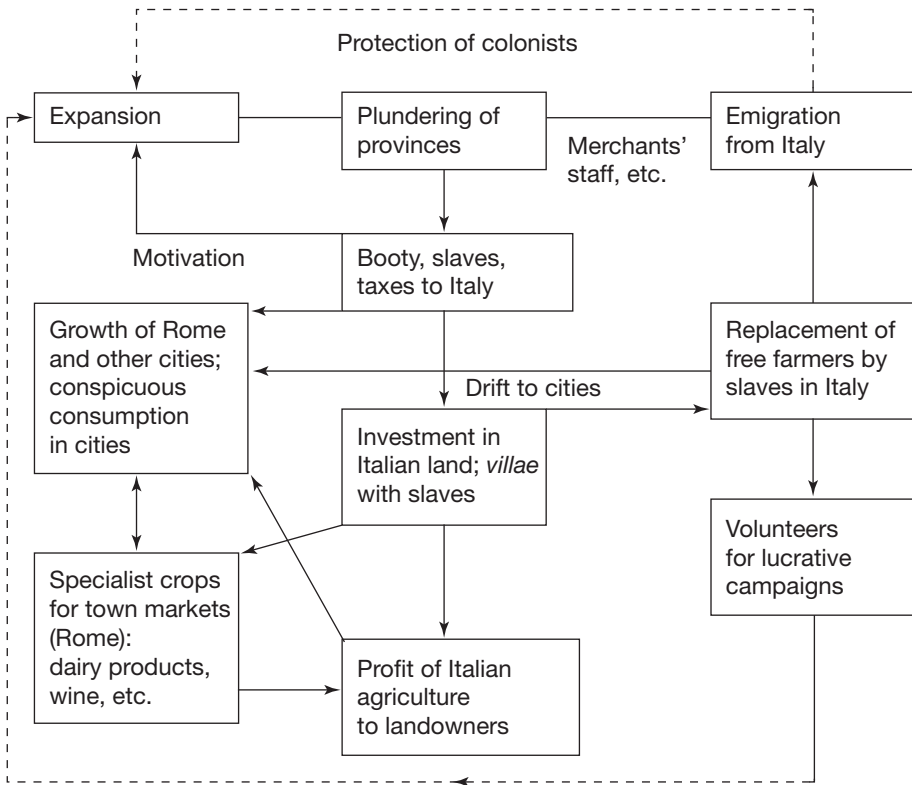 Protection of colonists
Expansion
Plundering of
provinces
Emigration
from Italy
Merchants'
staff, etc.
Motivation
Booty, slaves,
taxes to Italy
Growth of Rome
and other cities;
conspicuous
consumption
in cities
Replacement of
free farmers by
slaves in Italy
Drift to cities
Investment in
Italian land; villae
with slaves
Volunteers
for lucrative
campaigns
Specialist crops
for town markets
(Rome):
dairy products,
wine, etc.
Profit of Italian
agriculture
to landowners